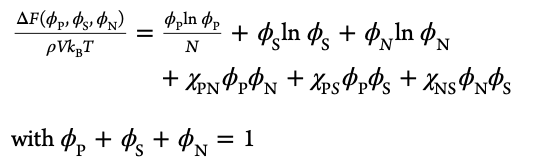 ΔF(ϕ_P, ϕ_S, ϕ_N) / ρVk_BT = ϕ_P ln ϕ_P / N + ϕ_S ln ϕ_S + ϕ_N ln ϕ_N
+ χ_PN ϕ_P ϕ_N + χ_PS ϕ_P ϕ_S + χ_NS ϕ_N ϕ_S
with ϕ_P + ϕ_S + ϕ_N = 1